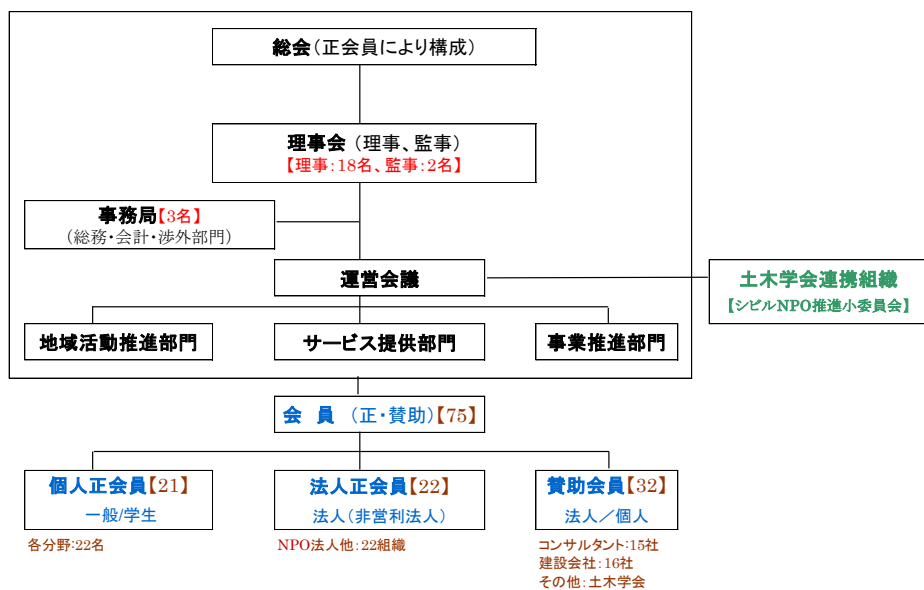 総会(正会員により構成)
理事会（理事、監事）
【理事：18名、監事：2名】
事務局【3名】
(総務・会計・渉外部門)
運営会議
土木学会連携組織
【シビルNPO推進小委員会】
地域活動推進部門
サービス提供部門
事業推進部門
会　員　(正・賛助)【75】
個人正会員【21】
一般/学生
法人正会員【22】
法人(非営利法人)
賛助会員【32】
法人／個人
各分野:22名
NPO法人他：22組織
コンサルタント:15社
建設会社：16社
その他：土木学会